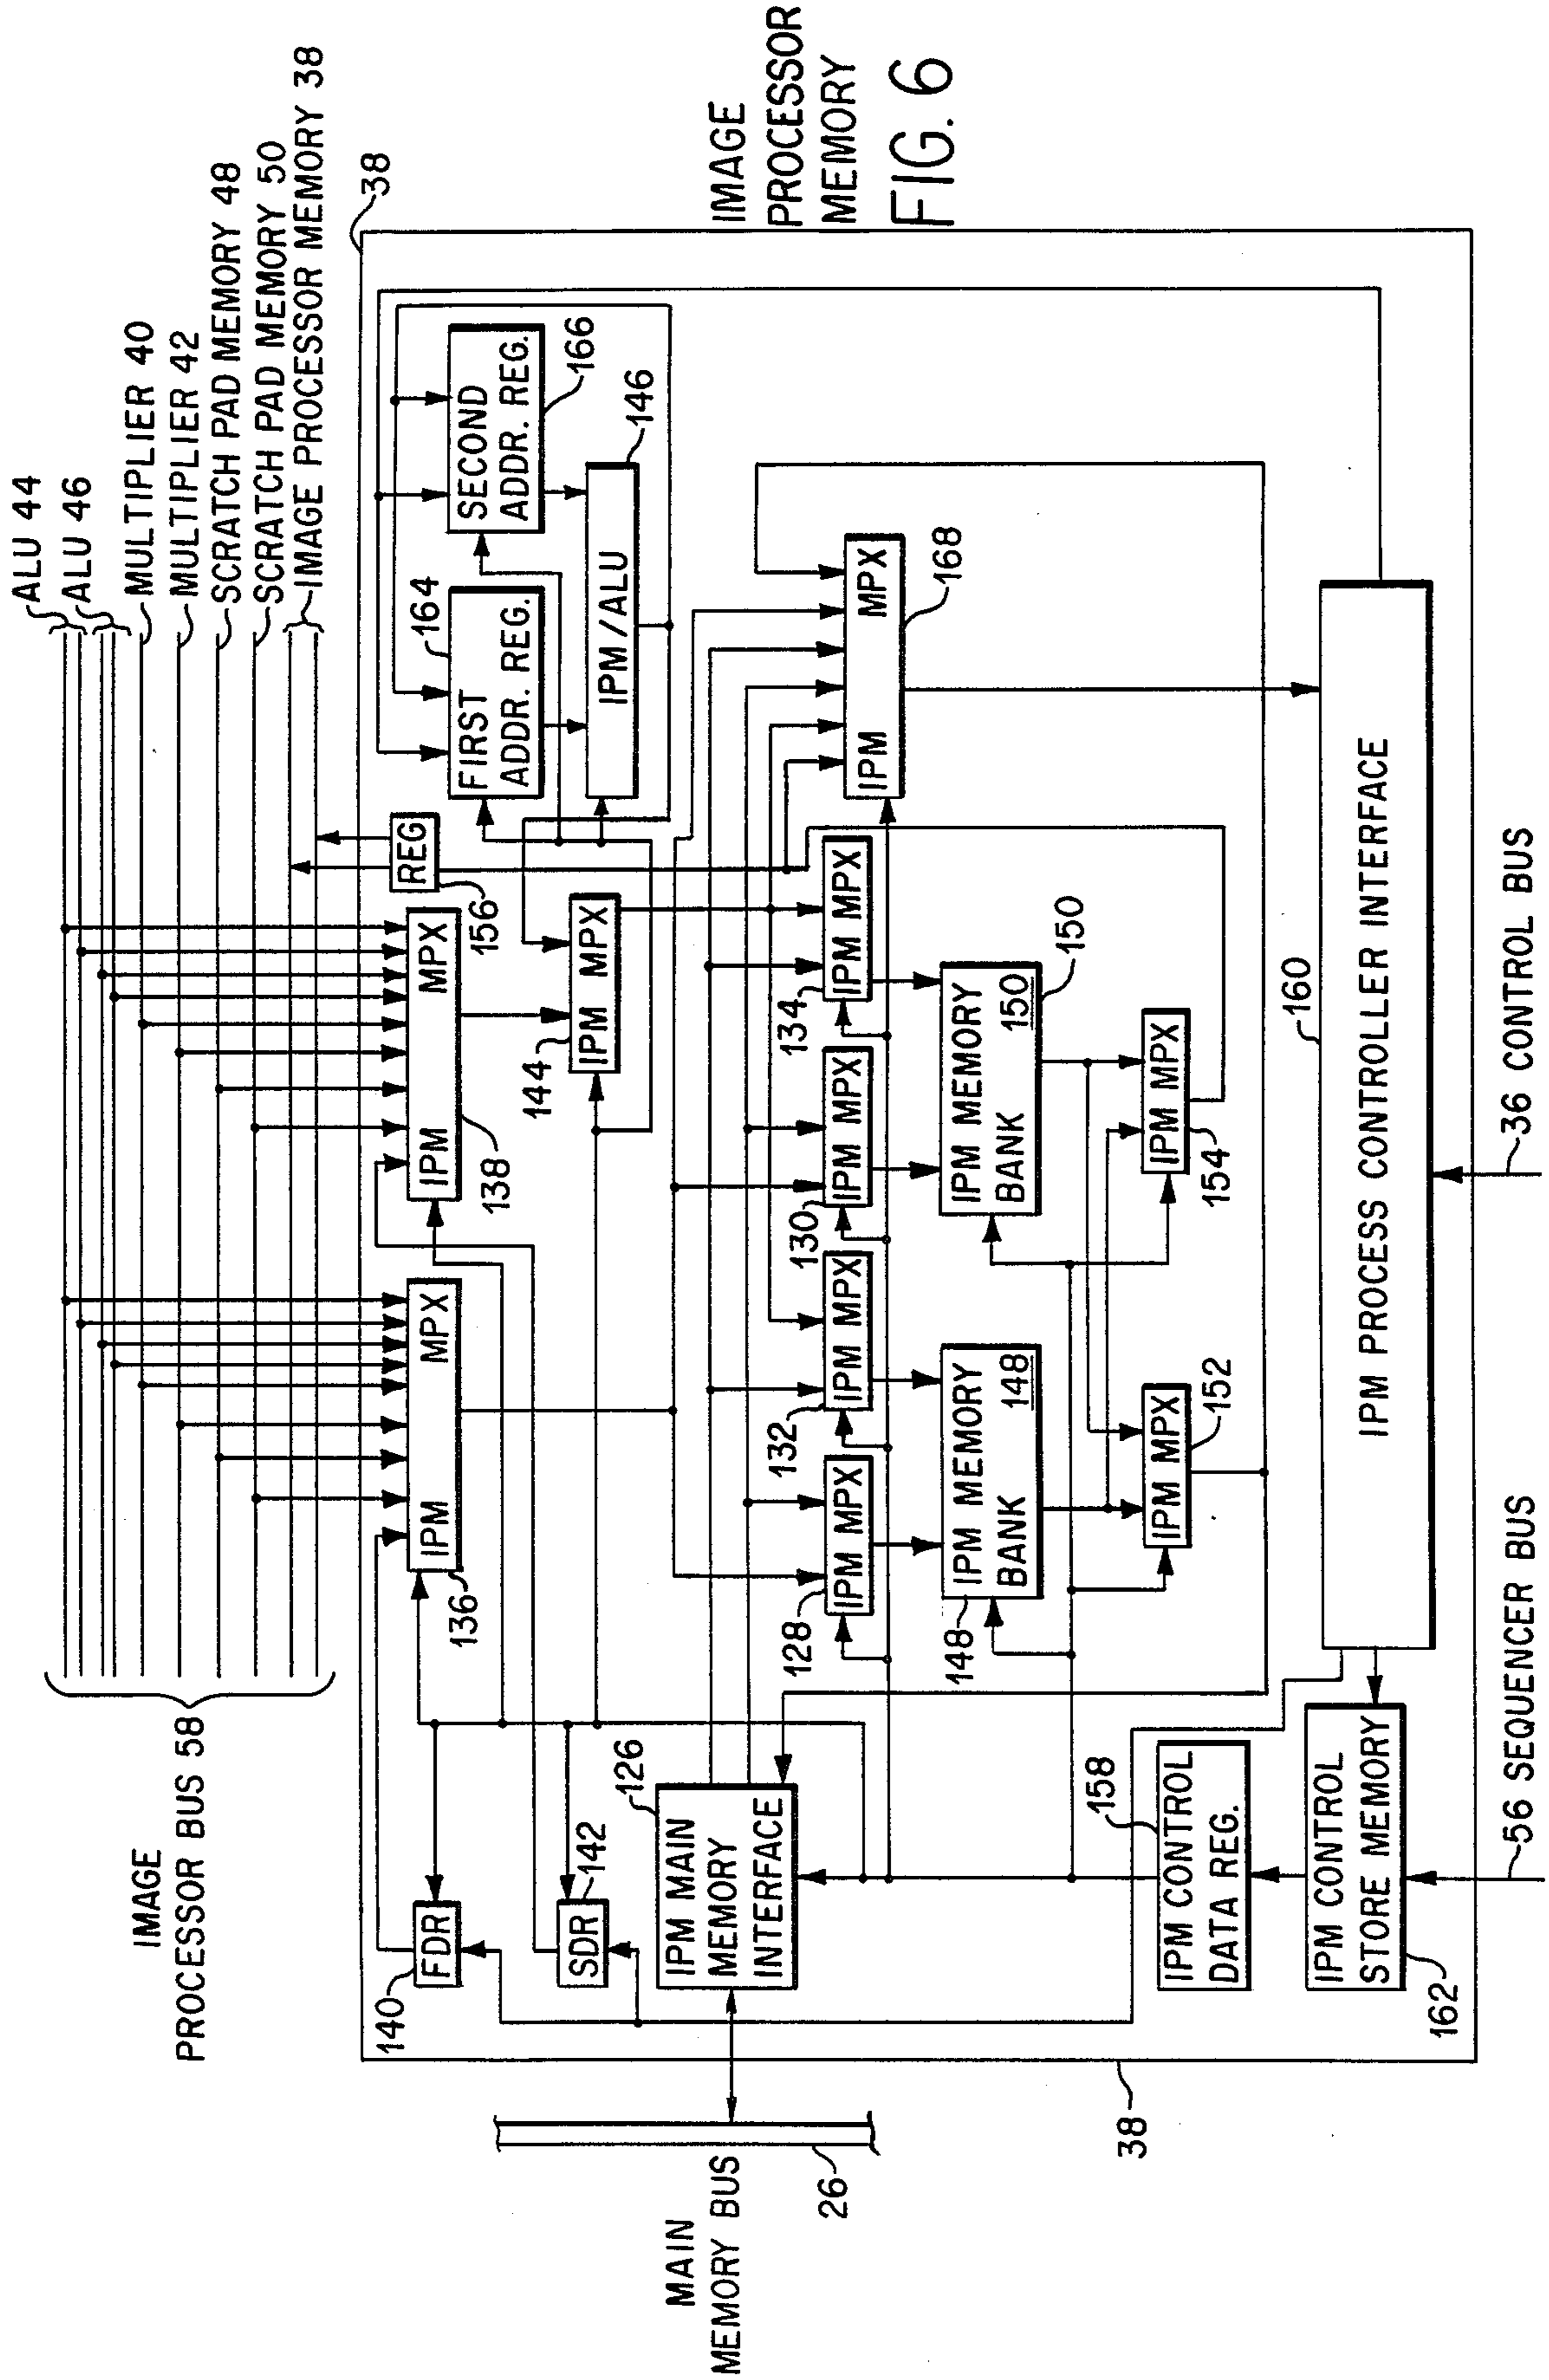 ALU 44
ALU 46
MULTIPLIER 40
MULTIPLIER 42
SCRATCH PAD MEMORY 48
SCRATCH PAD MEMORY 50
IMAGE PROCESSOR MEMORY 38
IMAGE
PROCESSOR BUS 58
38
IMAGE
PROCESSOR
MEMORY
FIG. 6
140
FDR
136
IPM MPX
138
IPM MPX
156
REG
164
FIRST
ADDR. REG.
SECOND
ADDR. REG.
166
IPM/ALU
146
144
IPM MPX
SDR
142
126
IPM MAIN
MEMORY
INTERFACE
MAIN
MEMORY BUS
26
128
IPM MPX
132
IPM MPX
130
IPM MPX
134
IPM MPX
IPM MPX
168
148
IPM MEMORY
BANK 148
IPM MEMORY
BANK 150
150
IPM MPX
152
IPM MPX
154
158
IPM CONTROL
DATA REG.
IPM CONTROL
STORE MEMORY
162
160
IPM PROCESS CONTROLLER INTERFACE
38
56 SEQUENCER BUS
36 CONTROL BUS